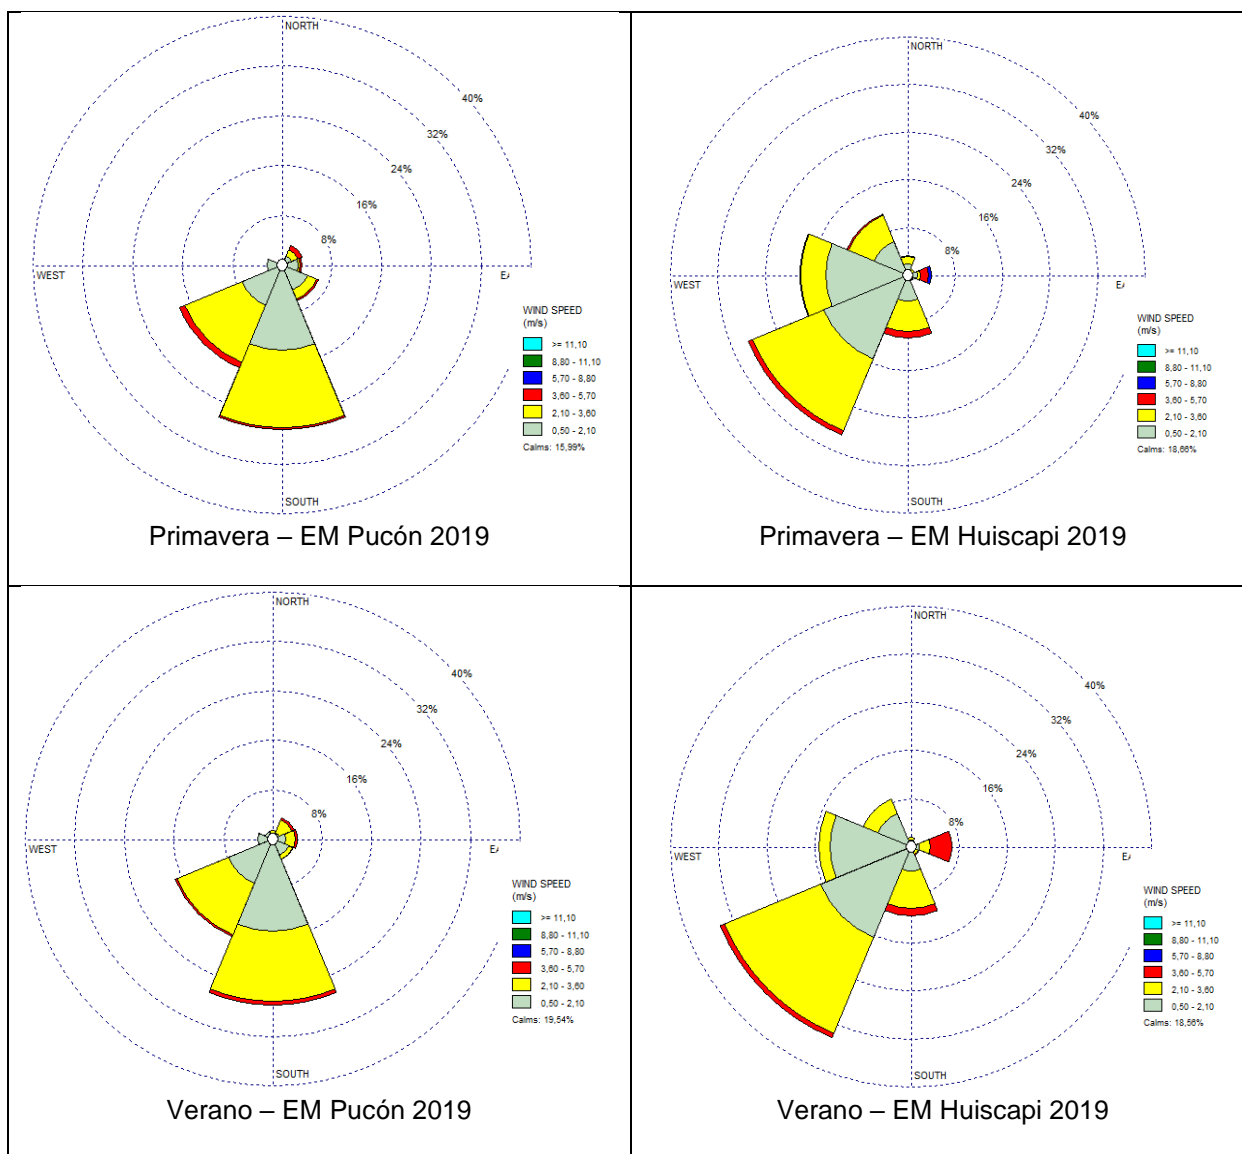 NORTH
40%
32%
24%
16%
8%
WEST
EA
SOUTH
WIND SPEED
(m/s)
>= 11,10
8,80 - 11,10
5,70 - 8,80
3,60 - 5,70
2,10 - 3,60
0,50 - 2,10
Calms: 15,99%
Primavera – EM Pucón 2019
NORTH
40%
32%
24%
16%
8%
WEST
EA
SOUTH
WIND SPEED
(m/s)
>= 11,10
8,80 - 11,10
5,70 - 8,80
3,60 - 5,70
2,10 - 3,60
0,50 - 2,10
Calms: 18,66%
Primavera – EM Huiscapi 2019
NORTH
40%
32%
24%
16%
8%
WEST
EA
SOUTH
WIND SPEED
(m/s)
>= 11,10
8,80 - 11,10
5,70 - 8,80
3,60 - 5,70
2,10 - 3,60
0,50 - 2,10
Calms: 19,54%
Verano – EM Pucón 2019
NORTH
40%
32%
24%
16%
8%
WEST
EA
SOUTH
WIND SPEED
(m/s)
>= 11,10
8,80 - 11,10
5,70 - 8,80
3,60 - 5,70
2,10 - 3,60
0,50 - 2,10
Calms: 18,56%
Verano – EM Huiscapi 2019